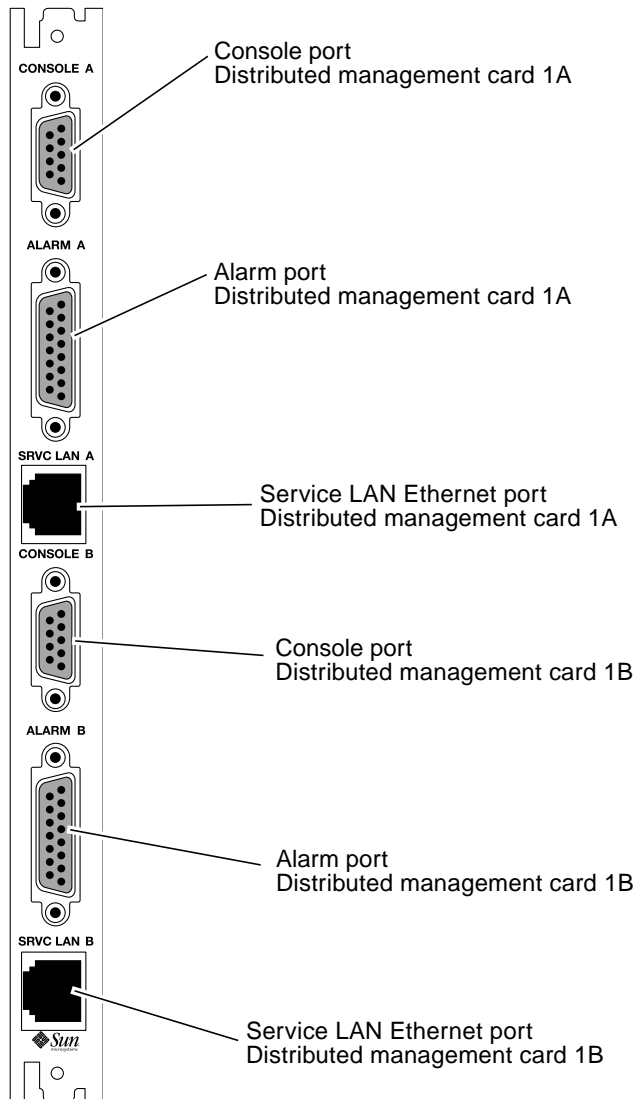 CONSOLE A
Console port
Distributed management card 1A
ALARM A
Alarm port
Distributed management card 1A
SRVC LAN A
Service LAN Ethernet port
Distributed management card 1A
CONSOLE B
Console port
Distributed management card 1B
ALARM B
Alarm port
Distributed management card 1B
SRVC LAN B
Sun
microsystems
Service LAN Ethernet port
Distributed management card 1B